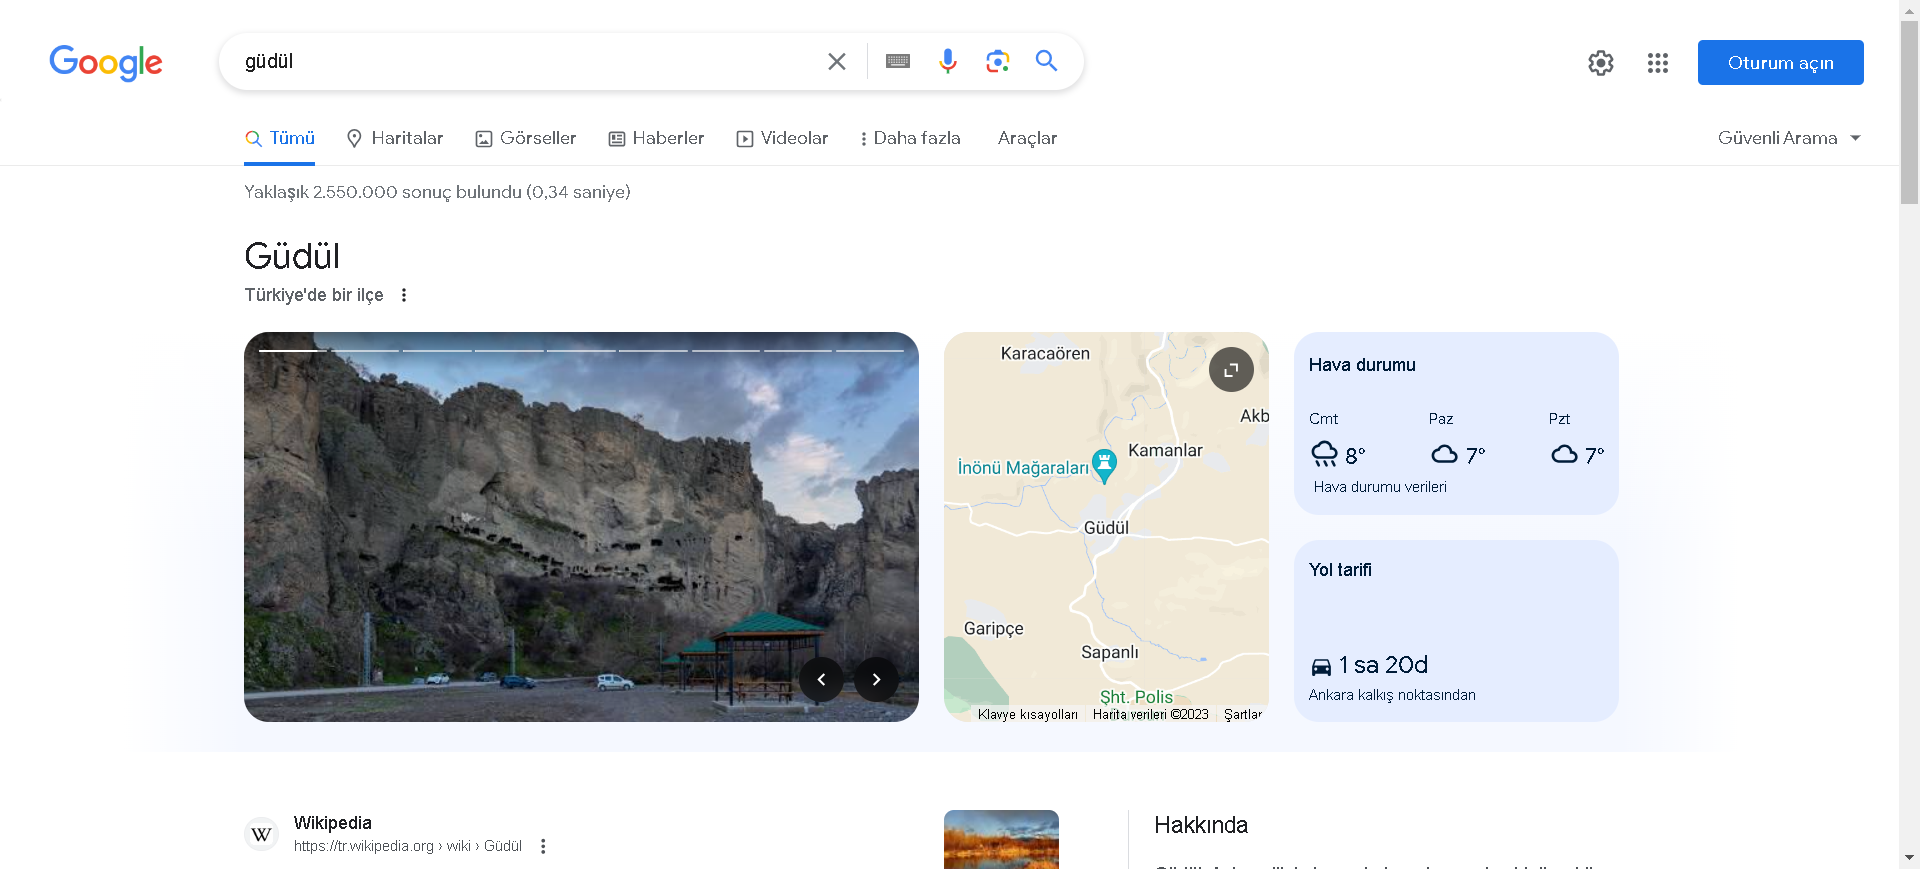 Google
güdül
Oturum açın
Tümü
Haritalar
Görseller
Haberler
Videolar
Daha fazla
Araçlar
Güvenli Arama
Yaklaşık 2.550.000 sonuç bulundu (0,34 saniye)
Güdül
Türkiye'de bir ilçe
Karacaören
Akb
Kamanlar
İnönü Mağaraları
Güdül
Garipçe
Sapanlı
Şht. Polis
Klavye kısayolları
Harita verileri ©2023
Şartlar
Hava durumu
Cmt Paz Pzt
8° 7° 7°
Hava durumu verileri
Yol tarifi
1 sa 20d
Ankara kalkış noktasından
W
Wikipedia
https://tr.wikipedia.org › wiki › Güdül
Hakkında